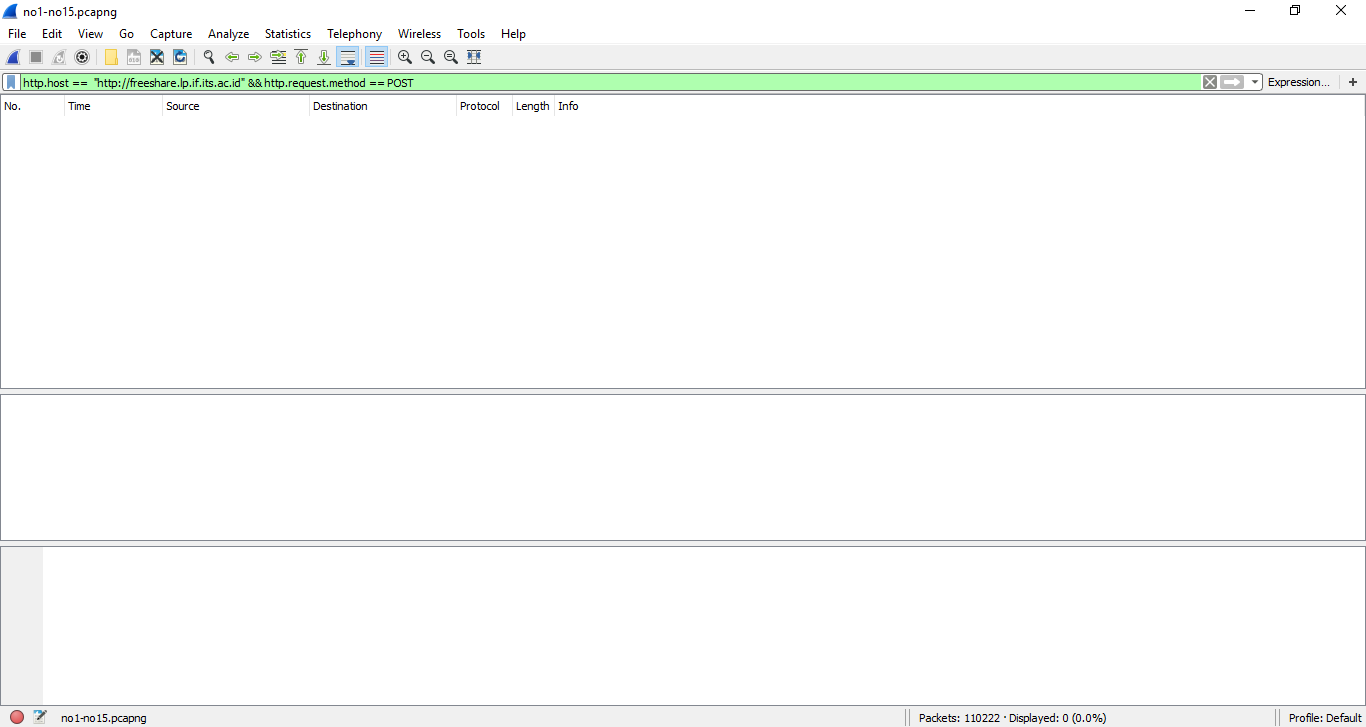 no1-no15.pcapng
File Edit View Go Capture Analyze Statistics Telephony Wireless Tools Help
http.host == "http://freeshare.lp.if.its.ac.id" && http.request.method == POST
Expression... +
No. Time Source Destination Protocol Length Info
no1-no15.pcapng Packets: 110222 · Displayed: 0 (0.0%) Profile: Default